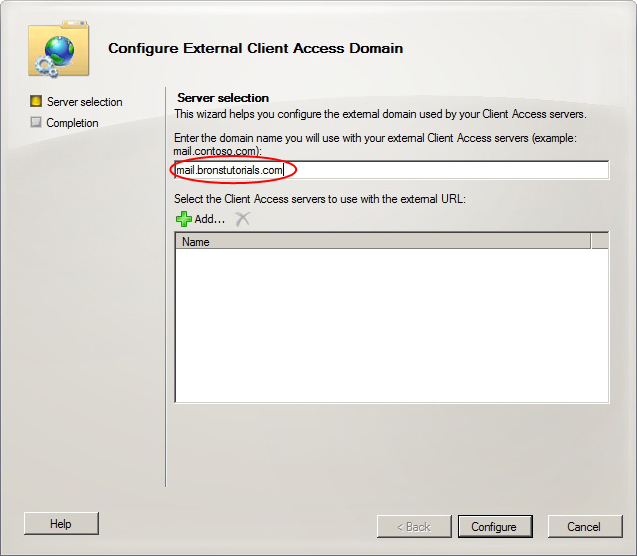 Configure External Client Access Domain
Server selection
Completion
Server selection
This wizard helps you configure the external domain used by your Client Access servers.
Enter the domain name you will use with your external Client Access servers (example:
mail.contoso.com):
mail.bronstutorials.com
Select the Client Access servers to use with the external URL:
Add...
Name
Help
< Back
Configure
Cancel